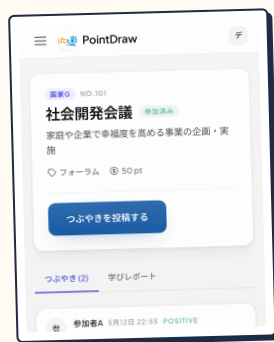 PointDraw
デ
国家G NO.101
社会開発会議 参加済み
家庭や企業で幸福度を高める事業の企画・実
施
フォーラム 50 pt
つぶやきを投稿する
つぶやき (2) 学びレポート
参 参加者A 5月12日 22:55 POSITIVE